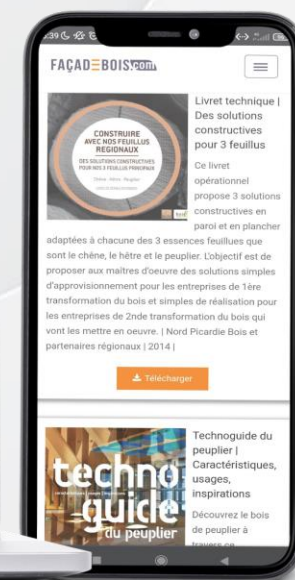 FAÇADEBOIS.com
CONSTRUIRE
AVEC NOS FEUILLUS
RÉGIONAUX
DES SOLUTIONS CONSTRUCTIVES
POUR NOS 3 FEUILLUS PRINCIPAUX
Livret technique |
Des solutions
constructives
pour 3 feuillus
Ce livret
opérationnel
propose 3 solutions
constructives en
paroi et en plancher
adaptées à chacune des 3 essences feuillues que
sont le chêne, le hêtre et le peuplier. L'objectif est de
proposer aux maîtres d'oeuvre des solutions simples
d'approvisionnement pour les entreprises de 1ère
transformation du bois et simples de réalisation pour
les entreprises de 2nde transformation du bois qui
vont les mettre en oeuvre. | Nord Picardie Bois et
partenaires régionaux | 2014 |
Télécharger
techno
guide
du peuplier
Technoguide du
peuplier |
Caractéristiques,
usages,
inspirations
Découvrez le bois
de peuplier à
travers ce